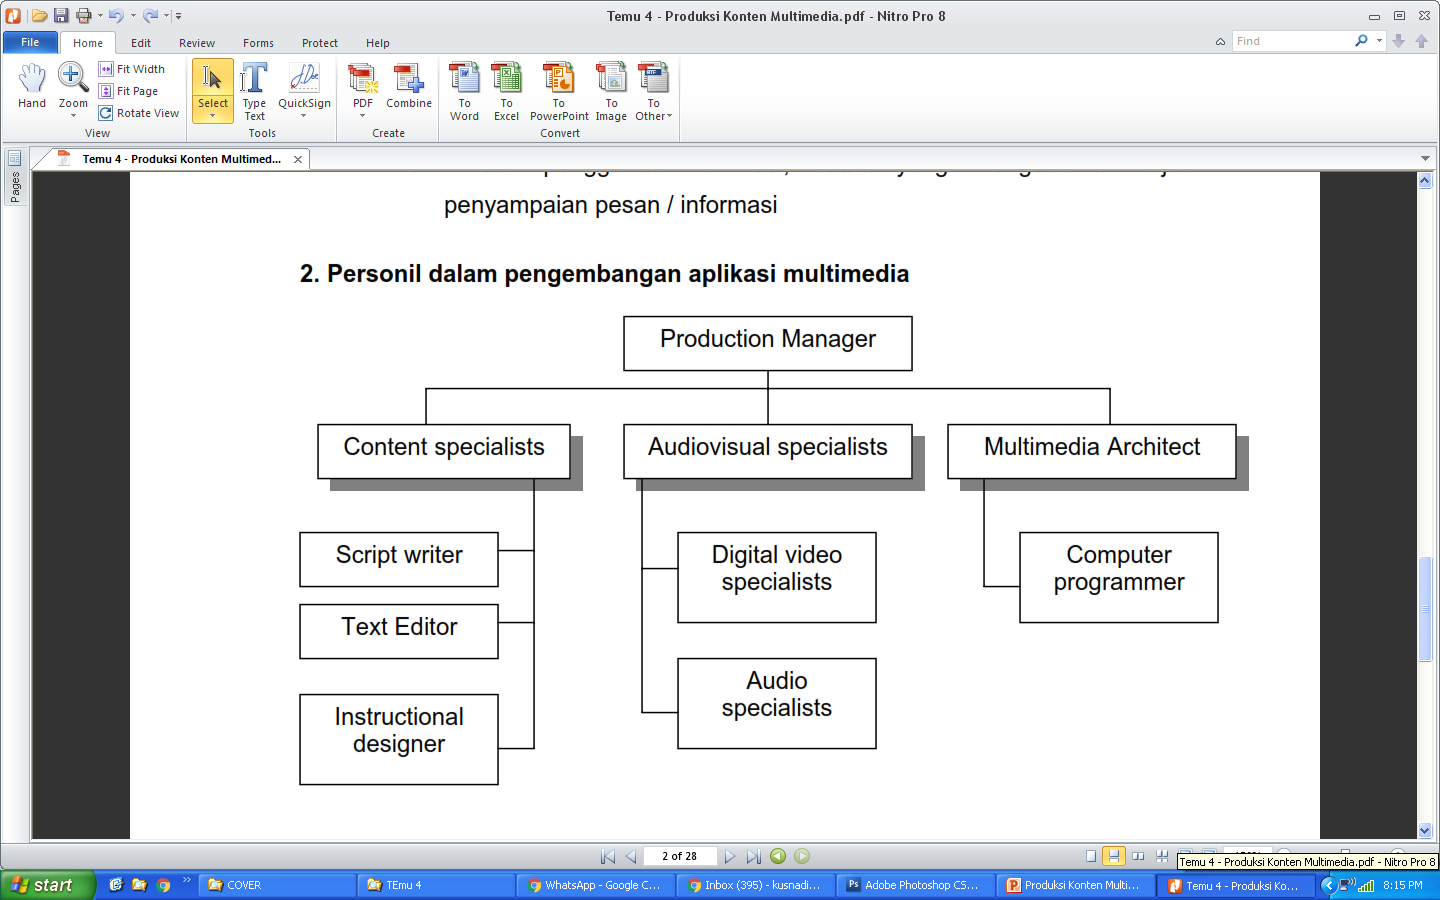 Temu 4 - Produksi Konten Multimedia.pdf - Nitro Pro 8
File Home Edit Review Forms Protect Help
Find
Hand
Zoom
Fit Width
Fit Page
Rotate View
View
Select
Type Text
QuickSign
Tools
PDF
Combine
Create
To Word
To Excel
To PowerPoint
To Image
To Other
Convert
Temu 4 - Produksi Konten Multimed...
Pages
penyampaian pesan / informasi
2. Personil dalam pengembangan aplikasi multimedia
Production Manager
Content specialists
Audiovisual specialists
Multimedia Architect
Script writer
Text Editor
Instructional
designer
Digital video
specialists
Audio
specialists
Computer
programmer
2 of 28
Temu 4 - Produksi Konten Multimedia.pdf - Nitro Pro 8
start
COVER
TEmu 4
WhatsApp - Google C...
Inbox (395) - kusnadi...
Ps Adobe Photoshop CS...
Produksi Konten Multi...
Temu 4 - Produksi Ko...
8:15 PM